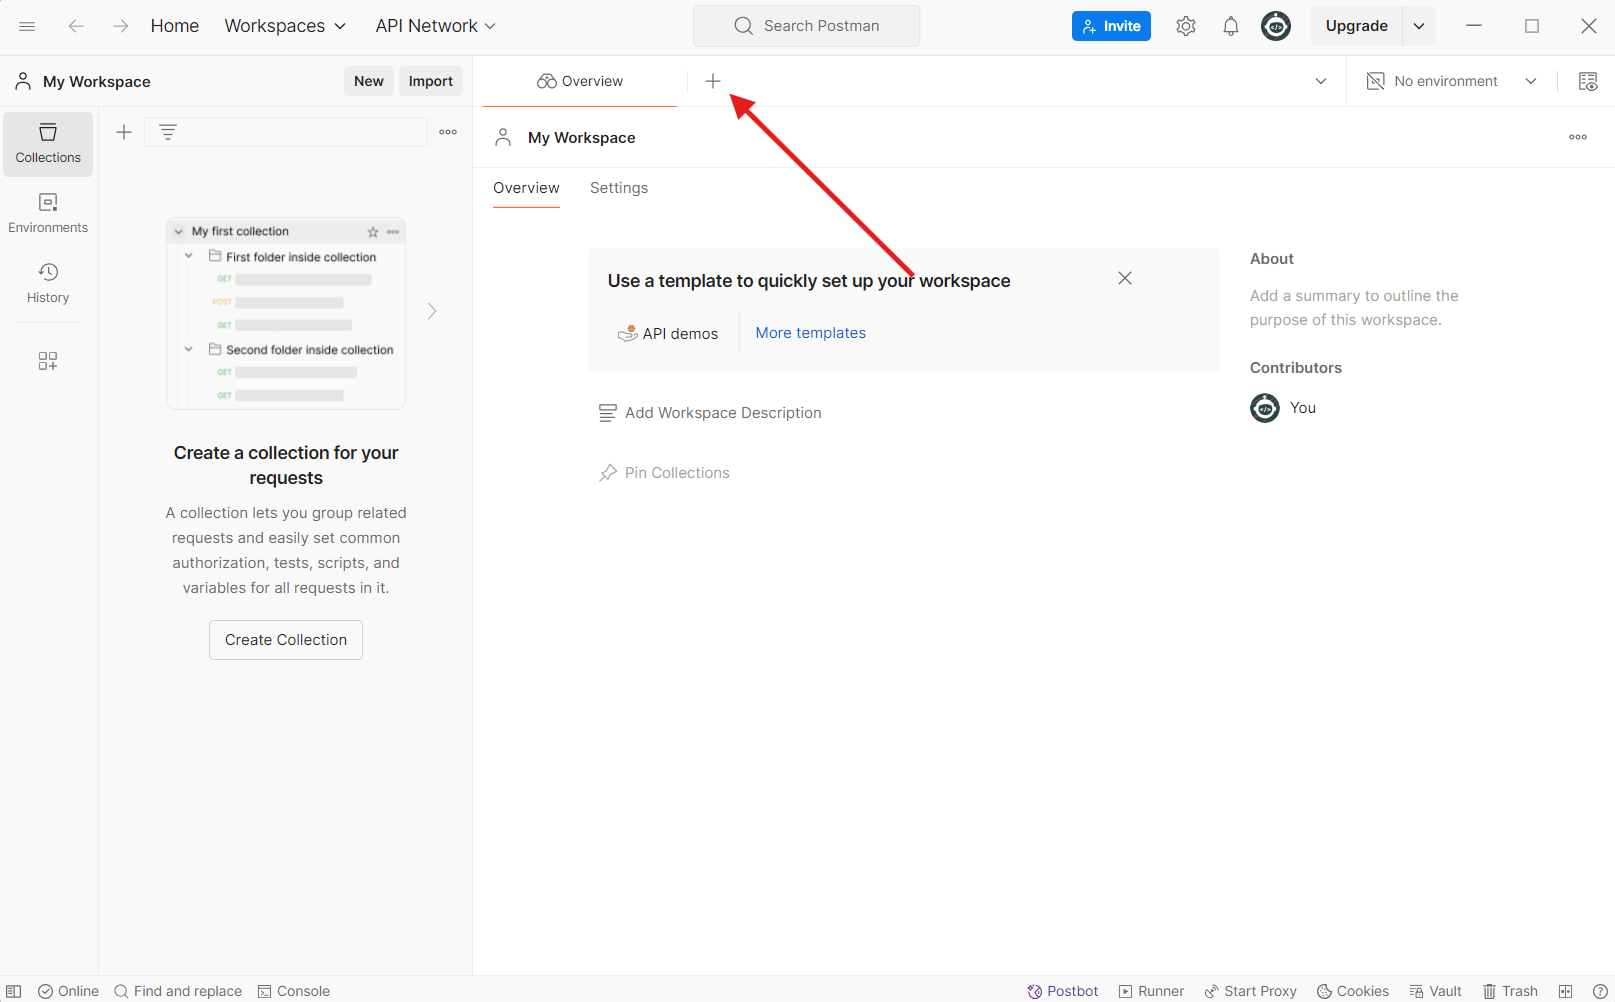 Home
Workspaces
API Network
Search Postman
Invite
Upgrade
My Workspace
New
Import
Overview
No environment
Collections
Environments
History
My first collection
First folder inside collection
GET
POST
GET
Second folder inside collection
GET
GET
Create a collection for your
requests
A collection lets you group related
requests and easily set common
authorization, tests, scripts, and
variables for all requests in it.
Create Collection
My Workspace
Overview
Settings
Use a template to quickly set up your workspace
API demos
More templates
Add Workspace Description
Pin Collections
About
Add a summary to outline the
purpose of this workspace.
Contributors
You
Online
Find and replace
Console
Postbot
Runner
Start Proxy
Cookies
Vault
Trash